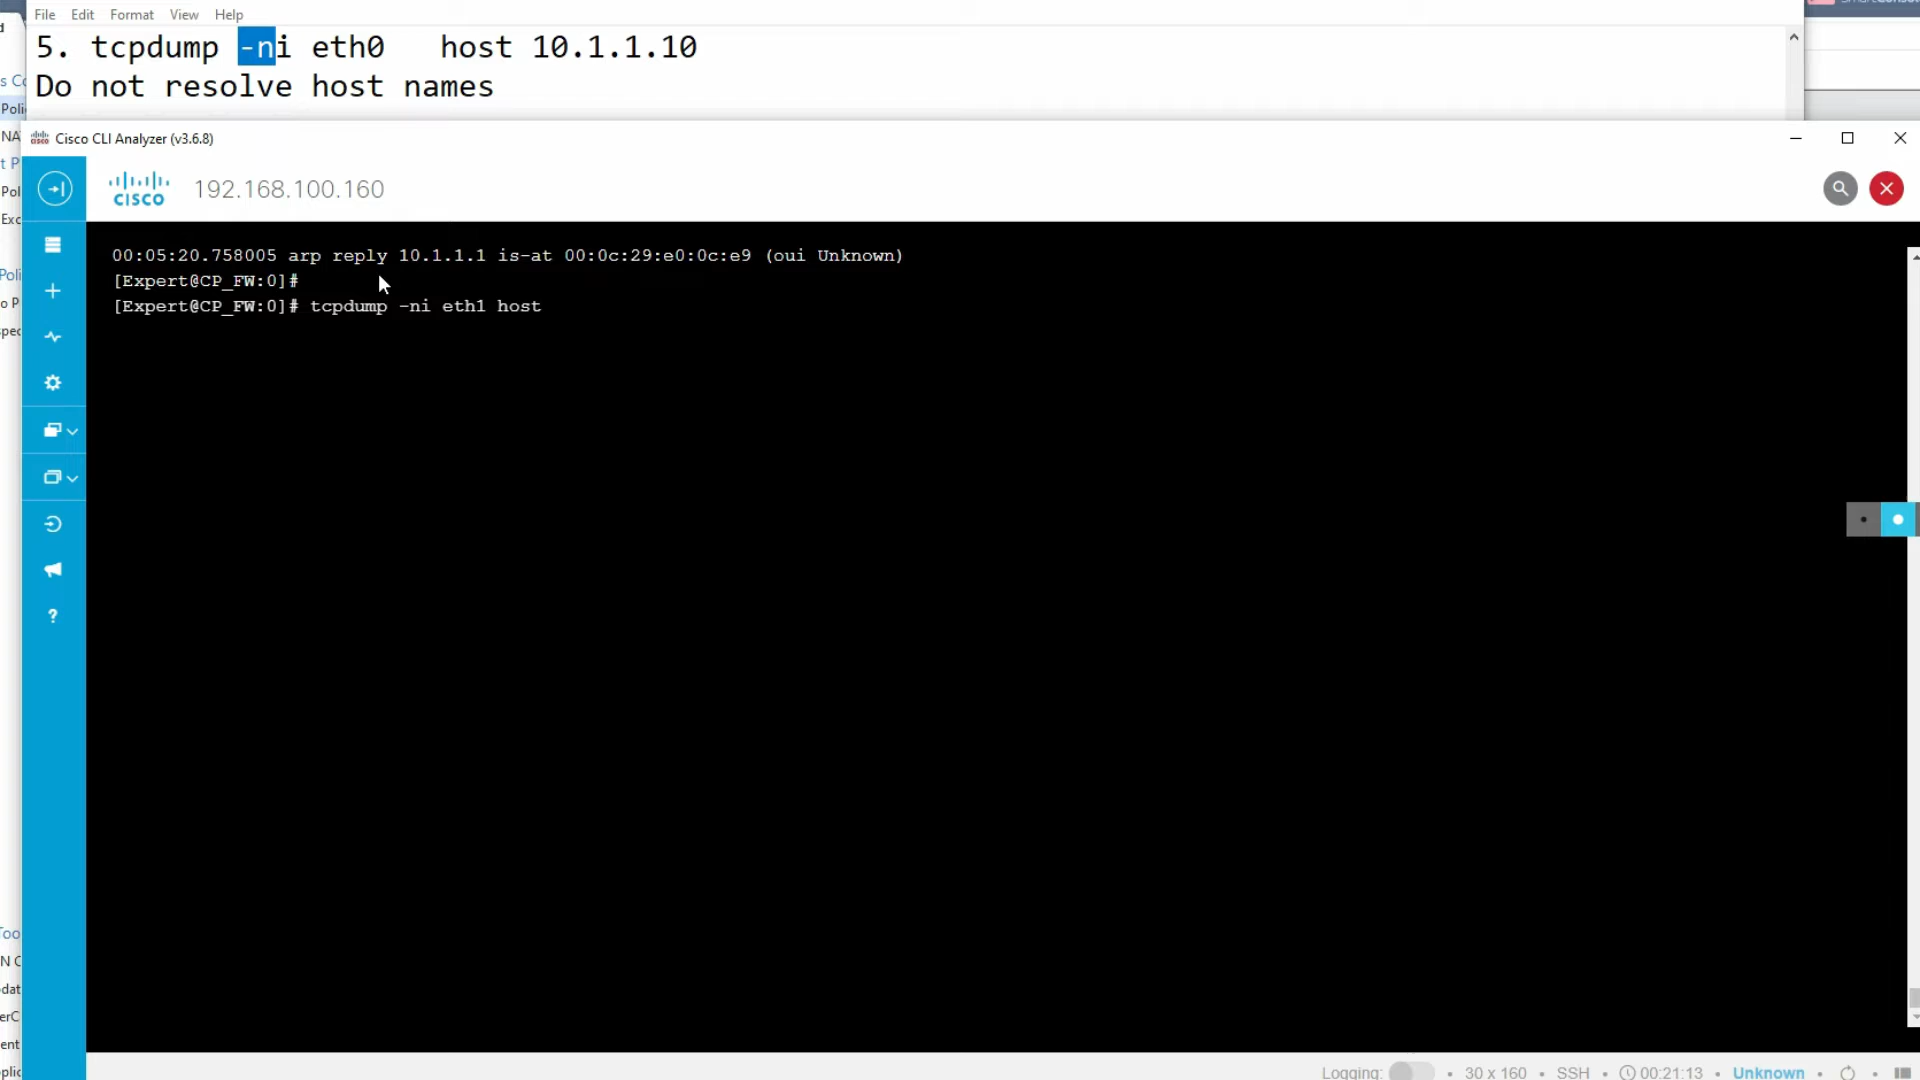 File Edit Format View Help
5. tcpdump -ni eth0 host 10.1.1.10
Do not resolve host names
Cisco CLI Analyzer (v3.6.8)
CISCO 192.168.100.160
00:05:20.758005 arp reply 10.1.1.1 is-at 00:0c:29:e0:0c:e9 (oui Unknown)
[Expert@CP_FW:0]#
[Expert@CP_FW:0]# tcpdump -ni eth1 host
Logging: • 30 x 160 • SSH • 00:21:13 • Unknown •